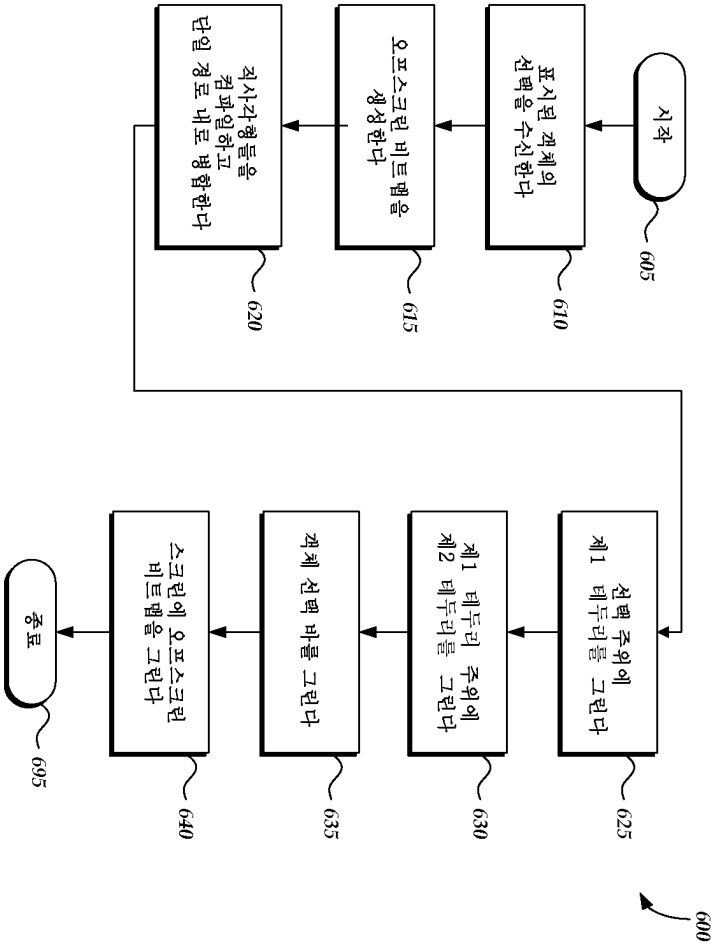 시작
605
표시된 객체의
선택을 수신한다
610
오프스크린 비트맵을
생성한다
615
직사각형들을
컴파일하고
단일 경로 내로 병합한다
620
선택 주위에
제1 테두리를 그린다
625
제1 테두리 주위에
제2 테두리를 그린다
630
객체 선택 바를 그린다
635
스크린에 오프스크린
비트맵을 그린다
640
종료
695
600